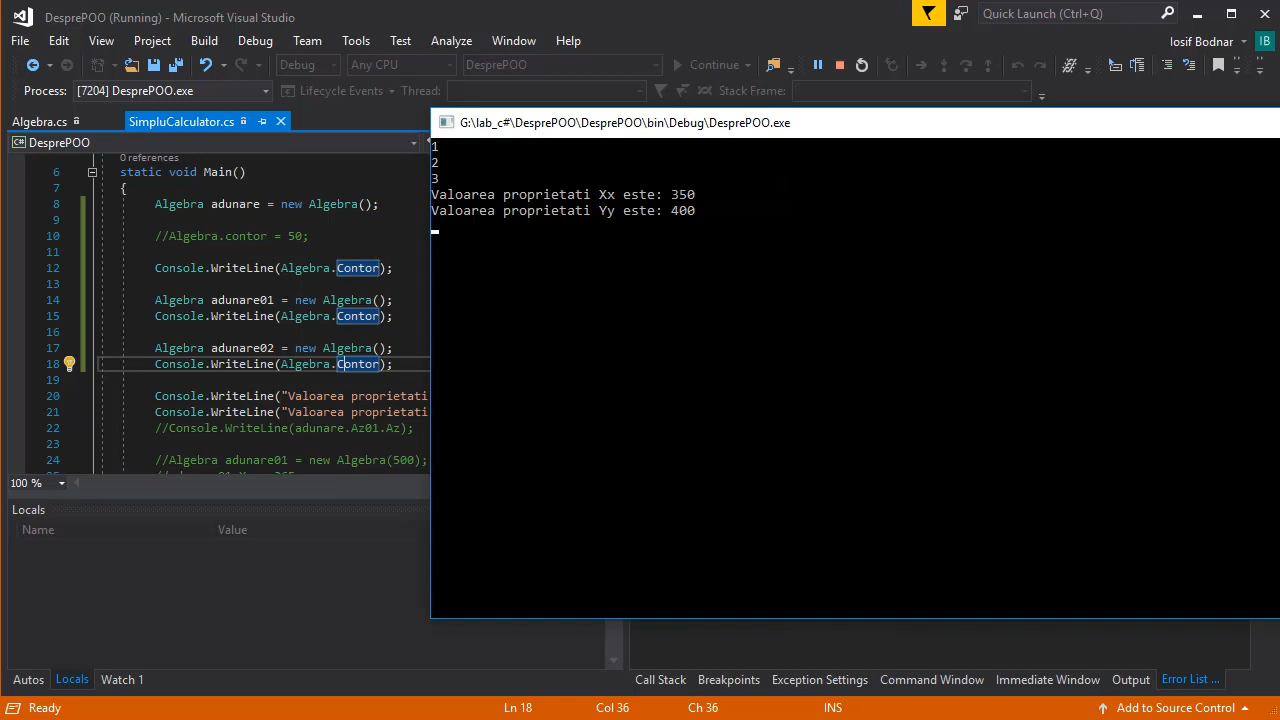 DesprePOO (Running) - Microsoft Visual Studio
Quick Launch (Ctrl+Q)
File Edit View Project Build Debug Team Tools Test Analyze Window Help
Iosif Bodnar
IB
Debug Any CPU DesprePOO Continue
Process: [7204] DesprePOO.exe Lifecycle Events Thread: Stack Frame:
Algebra.cs SimpluCalculator.cs
DesprePOO
0 references
6 static void Main()
7 {
8 Algebra adunare = new Algebra();
9
10 //Algebra.contor = 50;
11
12 Console.WriteLine(Algebra.Contor);
13
14 Algebra adunare01 = new Algebra();
15 Console.WriteLine(Algebra.Contor);
16
17 Algebra adunare02 = new Algebra();
18 Console.WriteLine(Algebra.Contor);
19
20 Console.WriteLine("Valoarea proprietati
21 Console.WriteLine("Valoarea proprietati
22 //Console.WriteLine(adunare.Az01.Az);
23
24 //Algebra adunare01 = new Algebra(500);
100 %
G:\lab_c#\DesprePOO\DesprePOO\bin\Debug\DesprePOO.exe
1
2
3
Valoarea proprietati Xx este: 350
Valoarea proprietati Yy este: 400
Locals
Name Value
Autos Locals Watch 1
Call Stack Breakpoints Exception Settings Command Window Immediate Window Output Error List ...
Ready Ln 18 Col 36 Ch 36 INS Add to Source Control